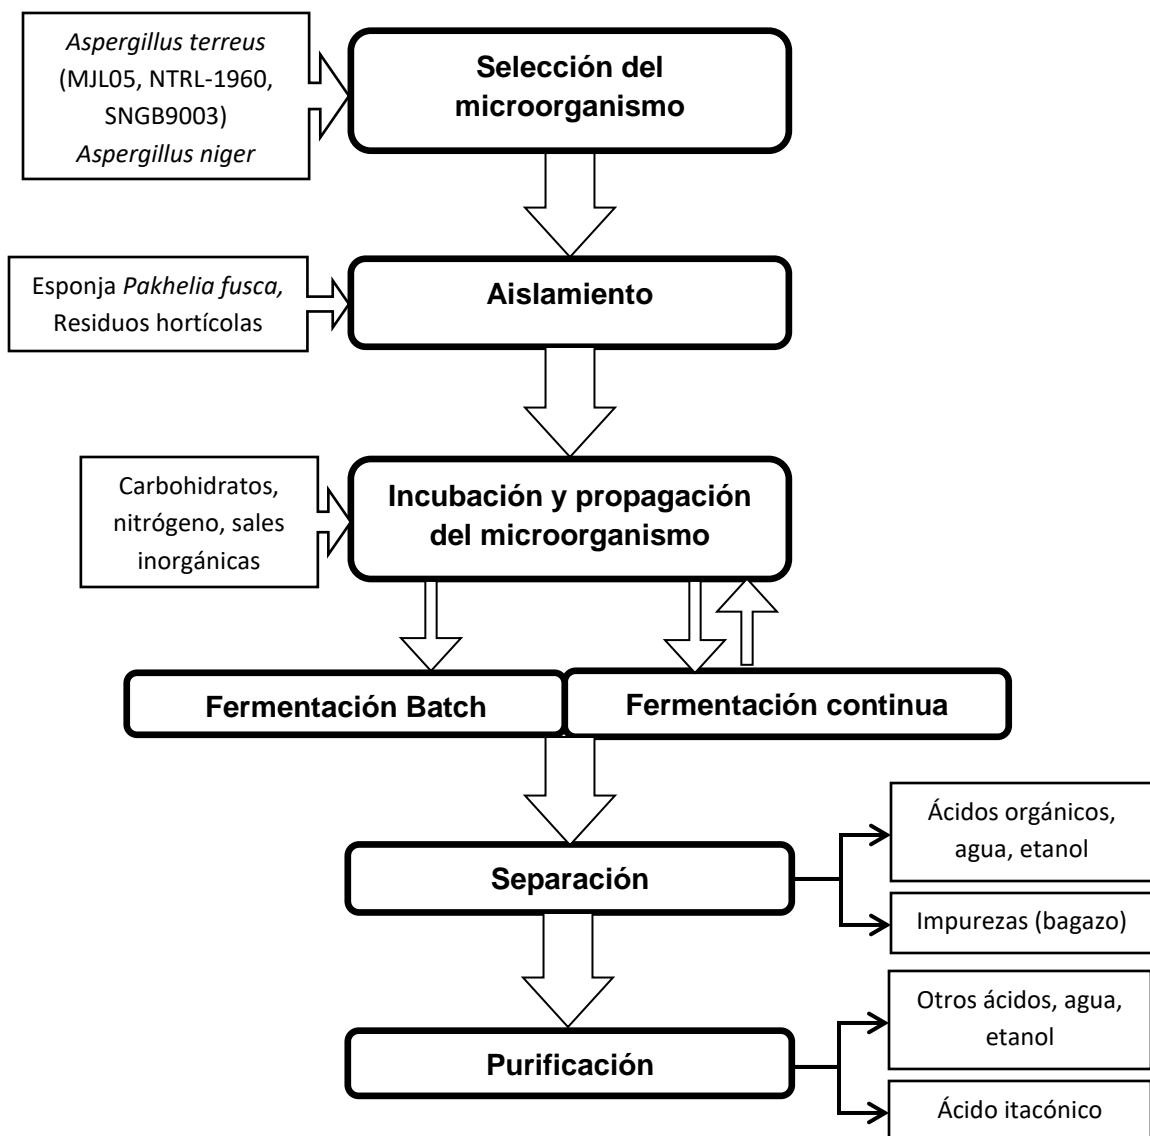 Aspergillus terreus
(MJL05, NTRL-1960,
SNGB9003)
Aspergillus niger
Selección del
microorganismo
Esponja Pakhelia fusca,
Residuos hortícolas
Aislamiento
Carbohidratos,
nitrógeno, sales
inorgánicas
Incubación y propagación
del microorganismo
Fermentación Batch
Fermentación continua
Separación
Ácidos orgánicos,
agua, etanol
Impurezas (bagazo)
Purificación
Otros ácidos, agua,
etanol
Ácido itacónico